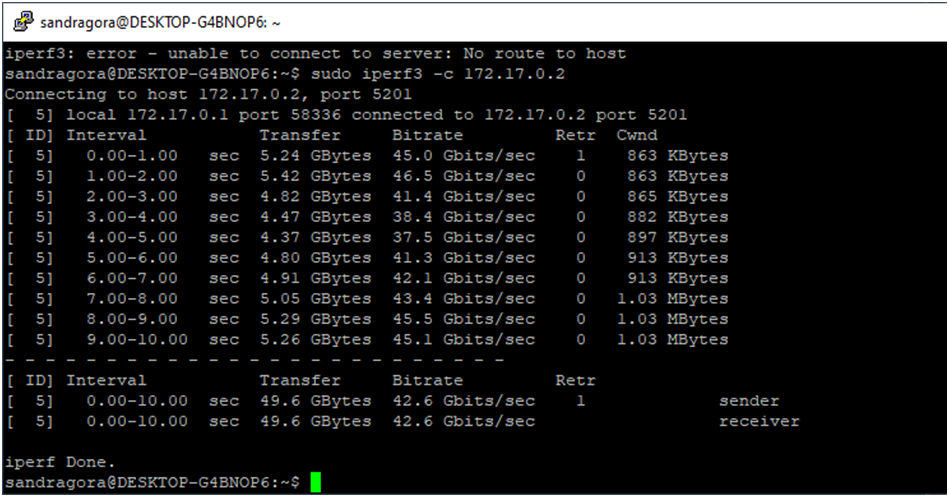 sandragora@DESKTOP-G4BNOP6: ~
iperf3: error - unable to connect to server: No route to host
sandragora@DESKTOP-G4BNOP6:~$ sudo iperf3 -c 172.17.0.2
Connecting to host 172.17.0.2, port 5201
[  5] local 172.17.0.1 port 58336 connected to 172.17.0.2 port 5201
[ ID] Interval           Transfer     Bitrate         Retr  Cwnd
[  5]   0.00-1.00   sec  5.24 GBytes  45.0 Gbits/sec    1    863 KBytes
[  5]   1.00-2.00   sec  5.42 GBytes  46.5 Gbits/sec    0    863 KBytes
[  5]   2.00-3.00   sec  4.82 GBytes  41.4 Gbits/sec    0    865 KBytes
[  5]   3.00-4.00   sec  4.47 GBytes  38.4 Gbits/sec    0    882 KBytes
[  5]   4.00-5.00   sec  4.37 GBytes  37.5 Gbits/sec    0    897 KBytes
[  5]   5.00-6.00   sec  4.80 GBytes  41.3 Gbits/sec    0    913 KBytes
[  5]   6.00-7.00   sec  4.91 GBytes  42.1 Gbits/sec    0    913 KBytes
[  5]   7.00-8.00   sec  5.05 GBytes  43.4 Gbits/sec    0   1.03 MBytes
[  5]   8.00-9.00   sec  5.29 GBytes  45.5 Gbits/sec    0   1.03 MBytes
[  5]   9.00-10.00  sec  5.26 GBytes  45.1 Gbits/sec    0   1.03 MBytes
- - - - - - - - - - - - - - - - - - - - - - - - -
[ ID] Interval           Transfer     Bitrate         Retr
[  5]   0.00-10.00  sec  49.6 GBytes  42.6 Gbits/sec    1             sender
[  5]   0.00-10.00  sec  49.6 GBytes  42.6 Gbits/sec                  receiver
iperf Done.
sandragora@DESKTOP-G4BNOP6:~$